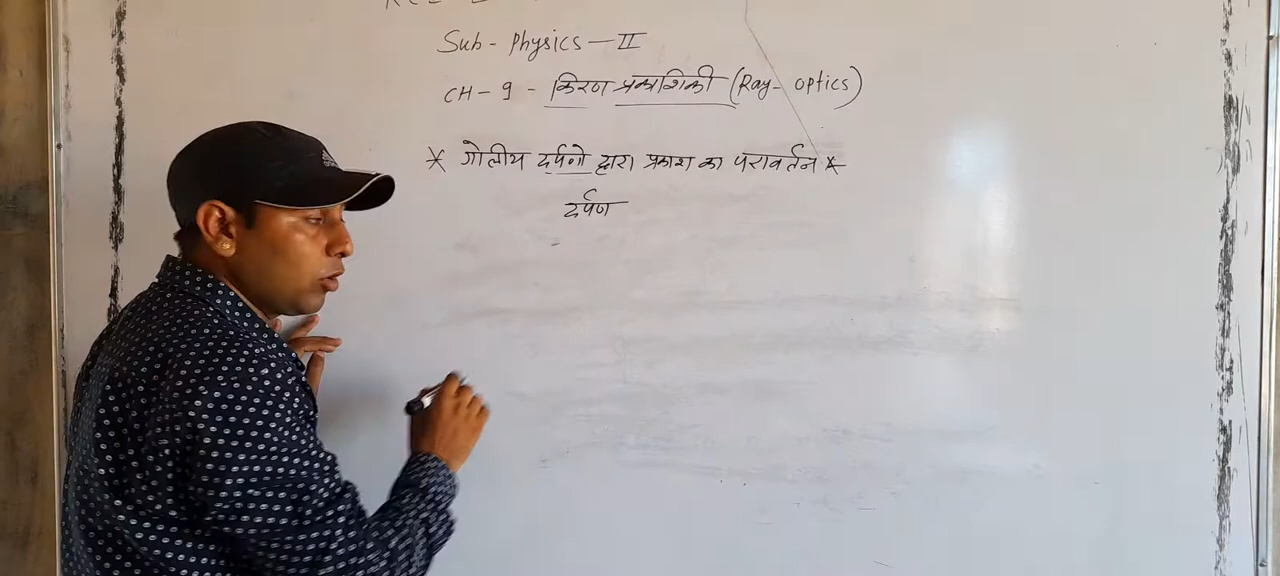 Sub - Physics - II
CH - 9 - किरण प्रकाशिकी (Ray - optics)
* गोलीय दर्पणो द्वारा प्रकाश का परावर्तन *
दर्पण